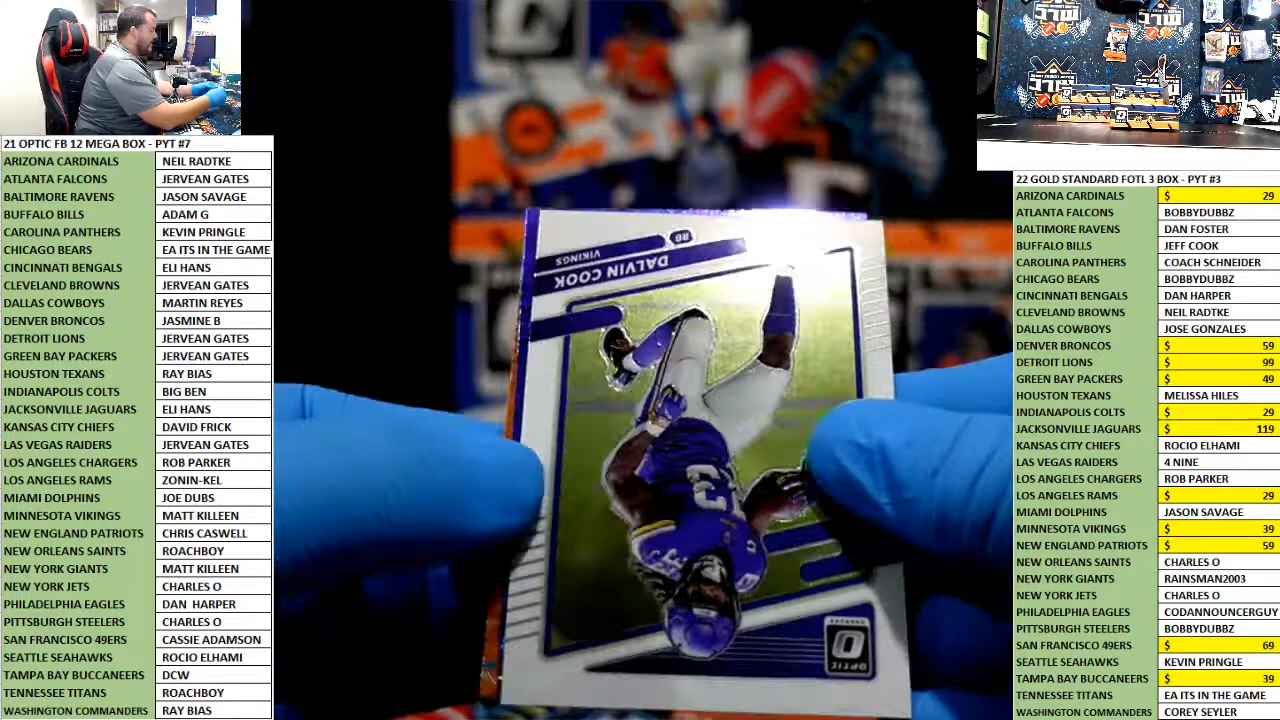 21 OPTIC FB 12 MEGA BOX - PYT #7
ARIZONA CARDINALS NEIL RADTKE
ATLANTA FALCONS JERVEAN GATES
BALTIMORE RAVENS JASON SAVAGE
BUFFALO BILLS ADAM G
CAROLINA PANTHERS KEVIN PRINGLE
CHICAGO BEARS EA ITS IN THE GAME
CINCINNATI BENGALS ELI HANS
CLEVELAND BROWNS JERVEAN GATES
DALLAS COWBOYS MARTIN REYES
DENVER BRONCOS JASMINE B
DETROIT LIONS JERVEAN GATES
GREEN BAY PACKERS JERVEAN GATES
HOUSTON TEXANS RAY BIAS
INDIANAPOLIS COLTS BIG BEN
JACKSONVILLE JAGUARS ELI HANS
KANSAS CITY CHIEFS DAVID FRICK
LAS VEGAS RAIDERS JERVEAN GATES
LOS ANGELES CHARGERS ROB PARKER
LOS ANGELES RAMS ZONIN-KEL
MIAMI DOLPHINS JOE DUBS
MINNESOTA VIKINGS MATT KILLEEN
NEW ENGLAND PATRIOTS CHRIS CASWELL
NEW ORLEANS SAINTS ROACHBOY
NEW YORK GIANTS MATT KILLEEN
NEW YORK JETS CHARLES O
PHILADELPHIA EAGLES DAN HARPER
PITTSBURGH STEELERS CHARLES O
SAN FRANCISCO 49ERS CASSIE ADAMSON
SEATTLE SEAHAWKS ROCIO ELHAMI
TAMPA BAY BUCCANEERS DCW
TENNESSEE TITANS ROACHBOY
WASHINGTON COMMANDERS RAY BIAS
RB
VIKINGS
DALVIN COOK
DONRUSS
OPTIC
22 GOLD STANDARD FOTL 3 BOX - PYT #3
ARIZONA CARDINALS $ 29
ATLANTA FALCONS BOBBYDUBBZ
BALTIMORE RAVENS DAN FOSTER
BUFFALO BILLS JEFF COOK
CAROLINA PANTHERS COACH SCHNEIDER
CHICAGO BEARS BOBBYDUBBZ
CINCINNATI BENGALS DAN HARPER
CLEVELAND BROWNS NEIL RADTKE
DALLAS COWBOYS JOSE GONZALES
DENVER BRONCOS $ 59
DETROIT LIONS $ 99
GREEN BAY PACKERS $ 49
HOUSTON TEXANS MELISSA HILES
INDIANAPOLIS COLTS $ 29
JACKSONVILLE JAGUARS $ 119
KANSAS CITY CHIEFS ROCIO ELHAMI
LAS VEGAS RAIDERS 4 NINE
LOS ANGELES CHARGERS ROB PARKER
LOS ANGELES RAMS $ 29
MIAMI DOLPHINS JASON SAVAGE
MINNESOTA VIKINGS $ 39
NEW ENGLAND PATRIOTS $ 59
NEW ORLEANS SAINTS CHARLES O
NEW YORK GIANTS RAINSMAN2003
NEW YORK JETS CHARLES O
PHILADELPHIA EAGLES CODANNOUNCERGUY
PITTSBURGH STEELERS BOBBYDUBBZ
SAN FRANCISCO 49ERS $ 69
SEATTLE SEAHAWKS KEVIN PRINGLE
TAMPA BAY BUCCANEERS $ 39
TENNESSEE TITANS EA ITS IN THE GAME
WASHINGTON COMMANDERS COREY SEYLER